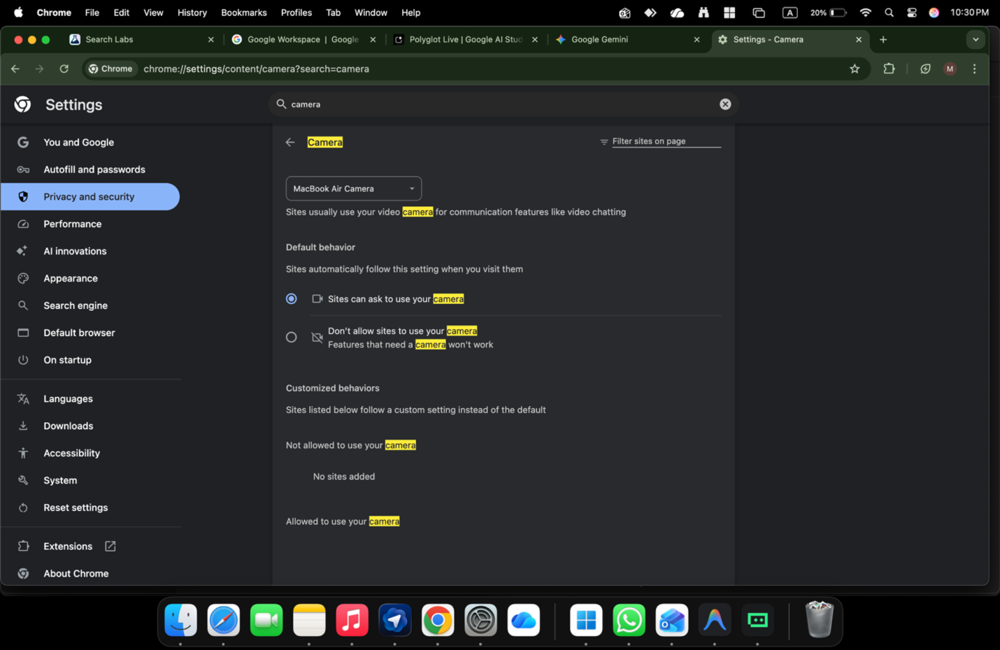 Chrome File Edit View History Bookmarks Profiles Tab Window Help A 20% 10:30 PM
Search Labs Google Workspace | Google Polyglot Live | Google AI Stud Google Gemini Settings - Camera
Chrome chrome://settings/content/camera?search=camera M
Settings
camera
You and Google
Autofill and passwords
Privacy and security
Performance
AI innovations
Appearance
Search engine
Default browser
On startup
Languages
Downloads
Accessibility
System
Reset settings
Extensions
About Chrome
Camera
Filter sites on page
MacBook Air Camera
Sites usually use your video camera for communication features like video chatting
Default behavior
Sites automatically follow this setting when you visit them
Sites can ask to use your camera
Don't allow sites to use your camera
Features that need a camera won't work
Customized behaviors
Sites listed below follow a custom setting instead of the default
Not allowed to use your camera
No sites added
Allowed to use your camera